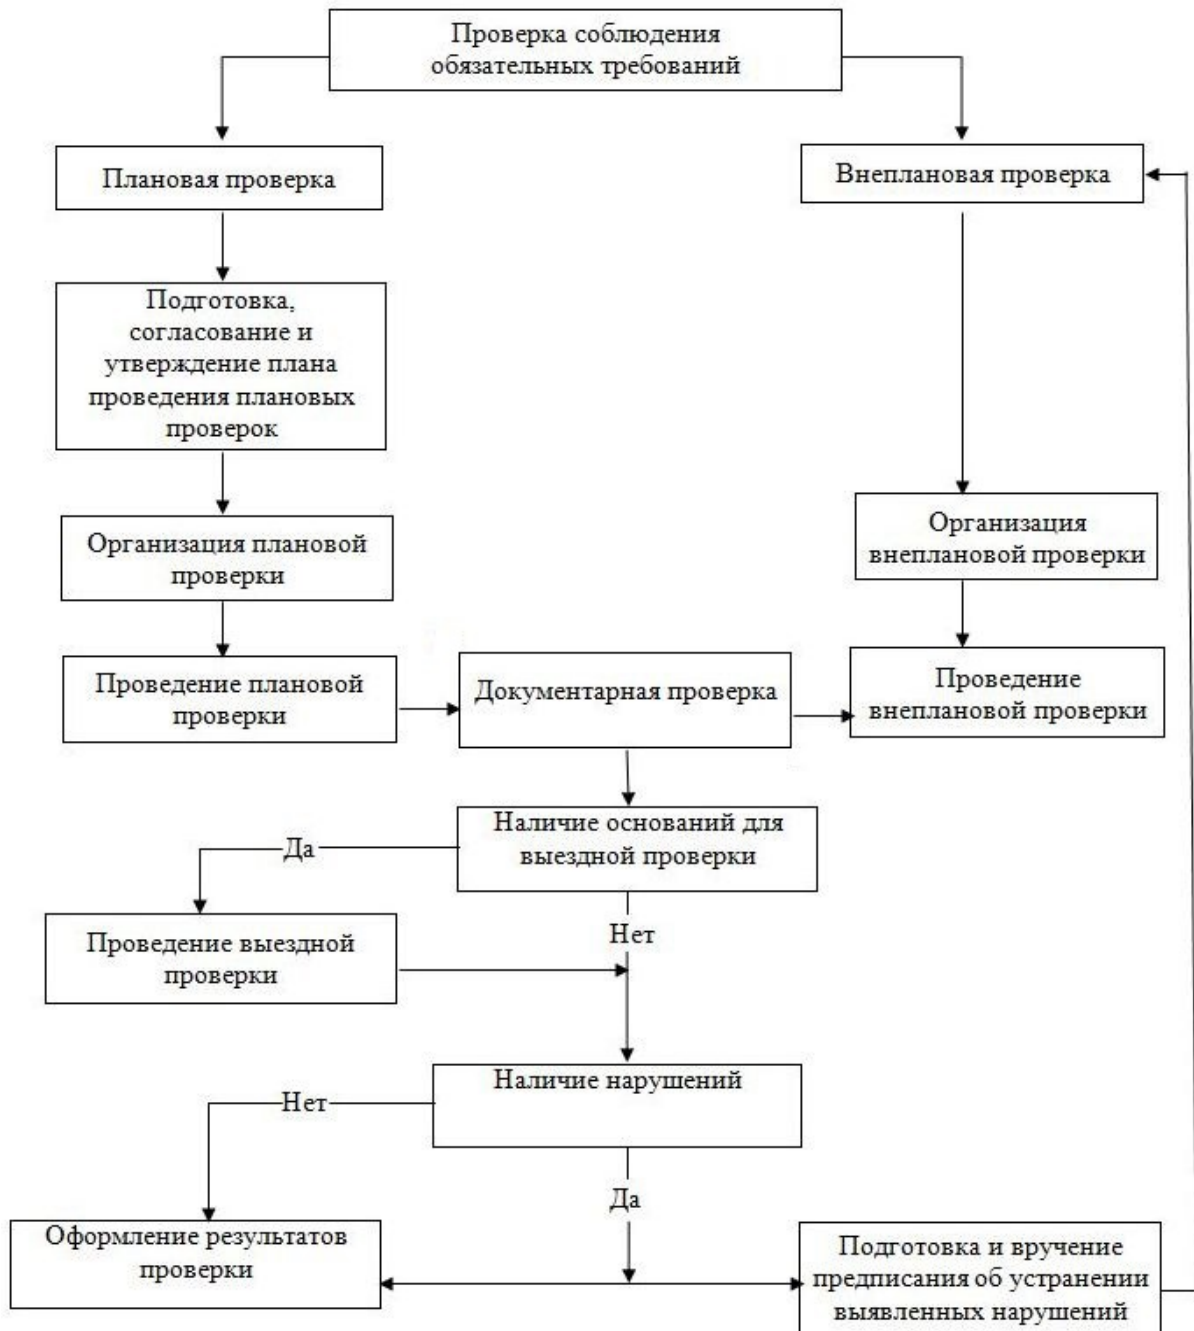 Проверка соблюдения
обязательных требований
Плановая проверка
Внеплановая проверка
Подготовка,
согласование и
утверждение плана
проведения плановых
проверок
Организация плановой
проверки
Организация
внеплановой проверки
Проведение плановой
проверки
Документарная проверка
Проведение
внеплановой проверки
Наличие оснований для
выездной проверки
Да
Проведение выездной
проверки
Нет
Наличие нарушений
Нет
Да
Оформление результатов
проверки
Подготовка и вручение
предписания об устранении
выявленных нарушений